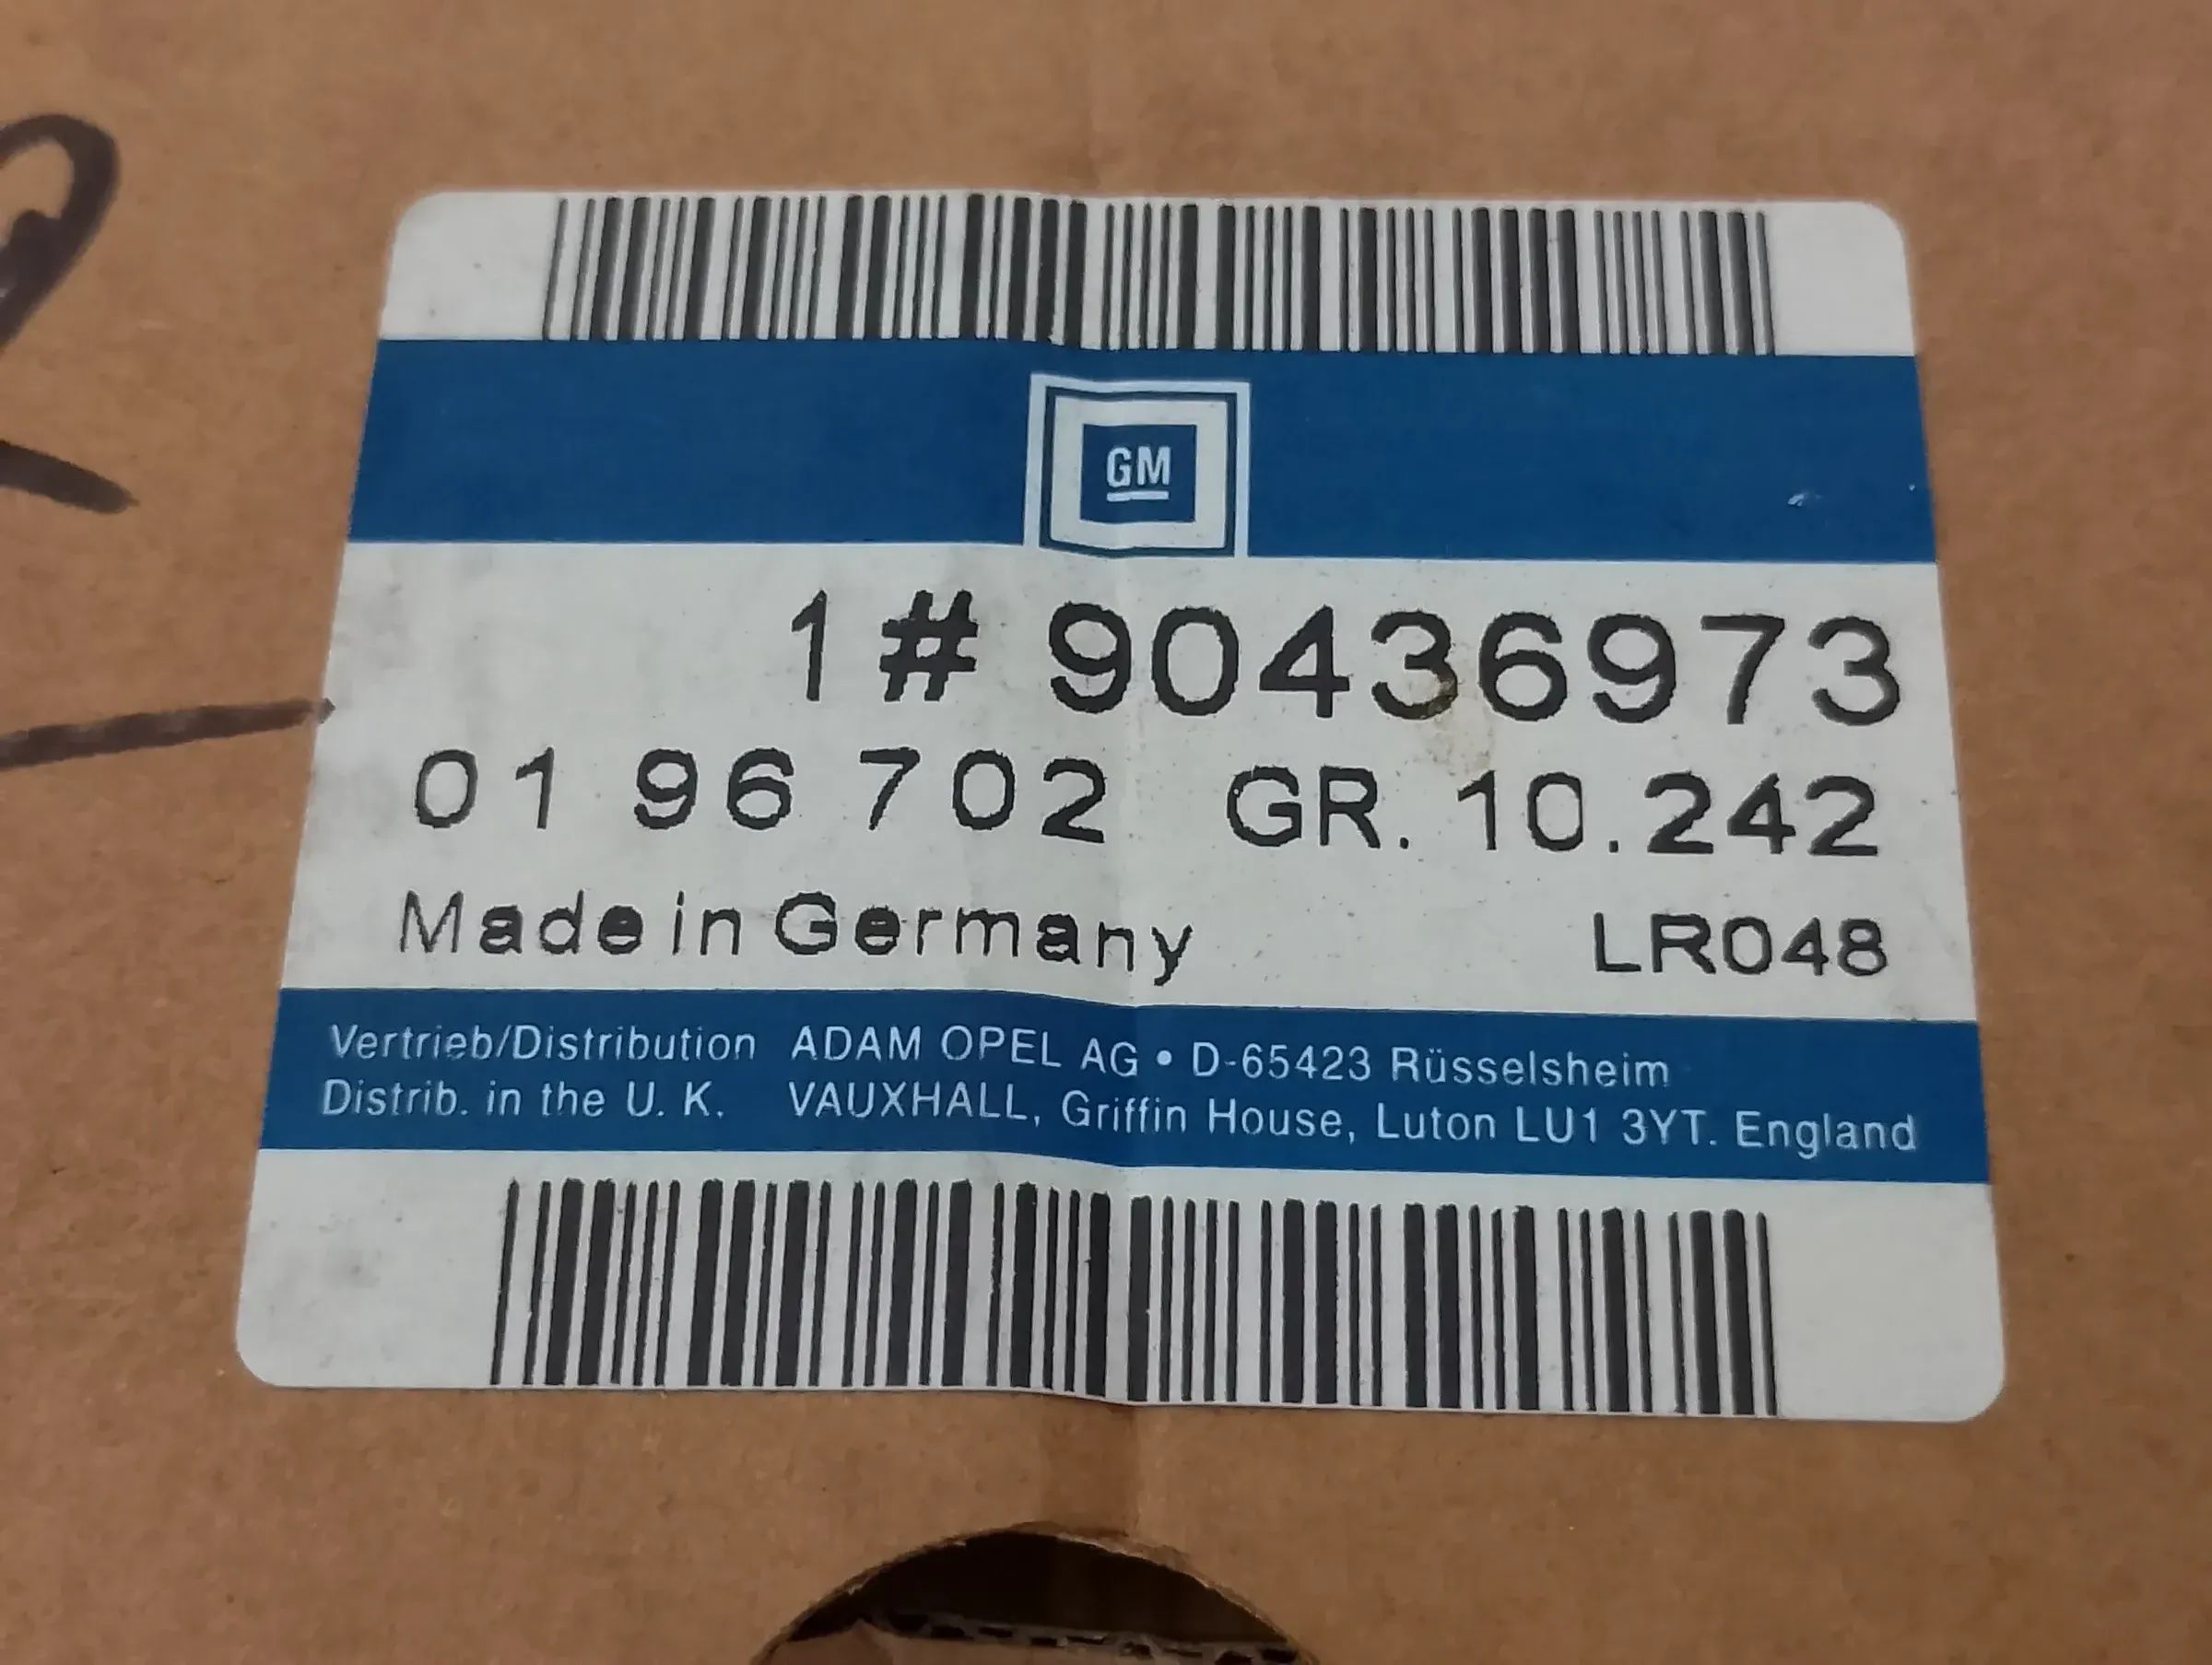 GM
1# 90436973
01 96 702 GR. 10.242
Made in Germany LR048
Vertrieb/Distribution ADAM OPEL AG • D-65423 Rüsselsheim
Distrib. in the U. K. VAUXHALL, Griffin House, Luton LU1 3YT. England